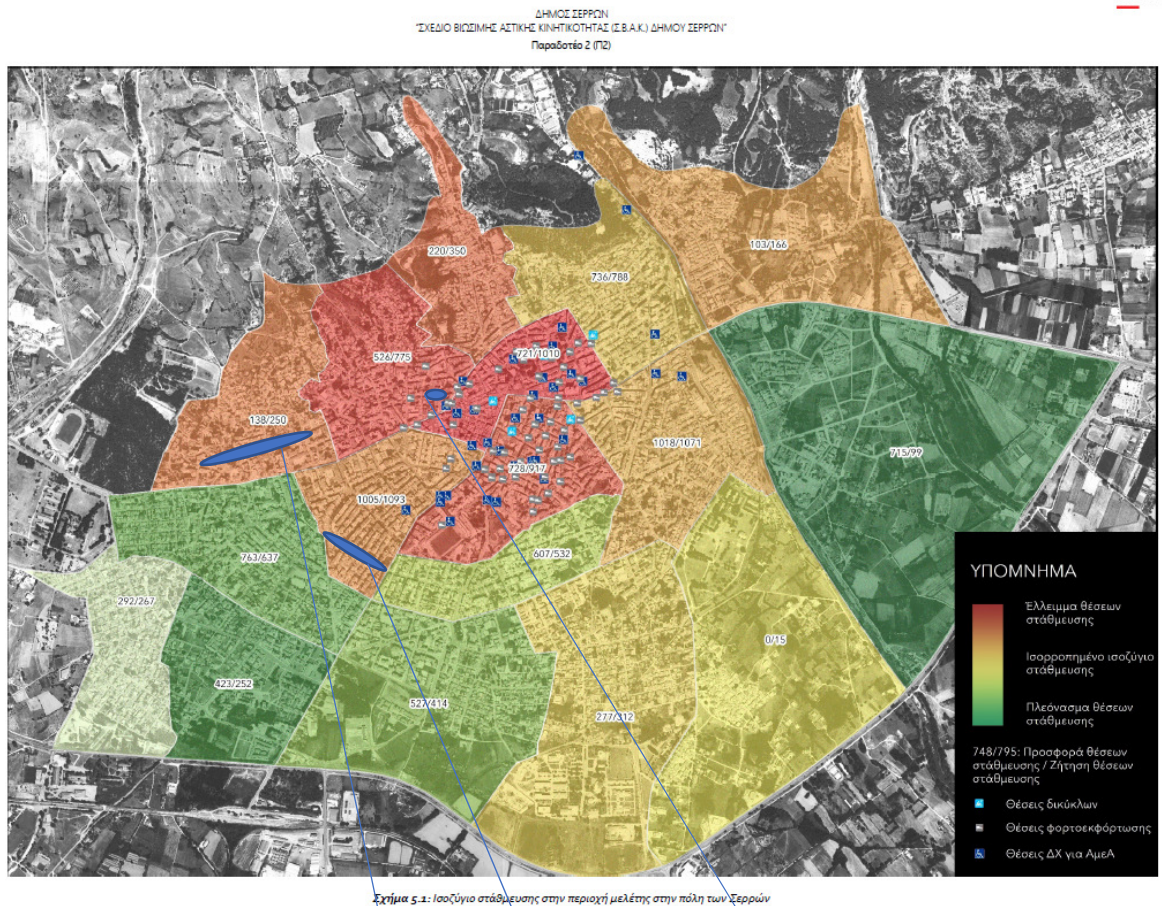 ΔΗΜΟΣ ΣΕΡΡΩΝ
"ΣΧΕΔΙΟ ΒΙΩΣΙΜΗΣ ΑΣΤΙΚΗΣ ΚΙΝΗΤΙΚΟΤΗΤΑΣ (Σ.Β.Α.Κ.) ΔΗΜΟΥ ΣΕΡΡΩΝ"
Παραδοτέο 2 (Π2)
103/166
220/350
736/788
526/775
721/1010
138/250
1018/1071
715/99
728/917
1005/1093
763/637
607/532
292/267
0/15
423/252
527/414
277/312
ΥΠΟΜΝΗΜΑ
Έλλειμμα θέσεων
στάθμευσης
Ισορροπημένο ισοζύγιο
στάθμευσης
Πλεόνασμα θέσεων
στάθμευσης
748/795: Προσφορά θέσεων
στάθμευσης / Ζήτηση θέσεων
στάθμευσης
Θέσεις δικύκλων
Θέσεις φορτοεκφόρτωσης
Θέσεις ΔΧ για ΑμεΑ
Σχήμα 5.1: Ισοζύγιο στάθμευσης στην περιοχή μελέτης στην πόλη των Σερρών